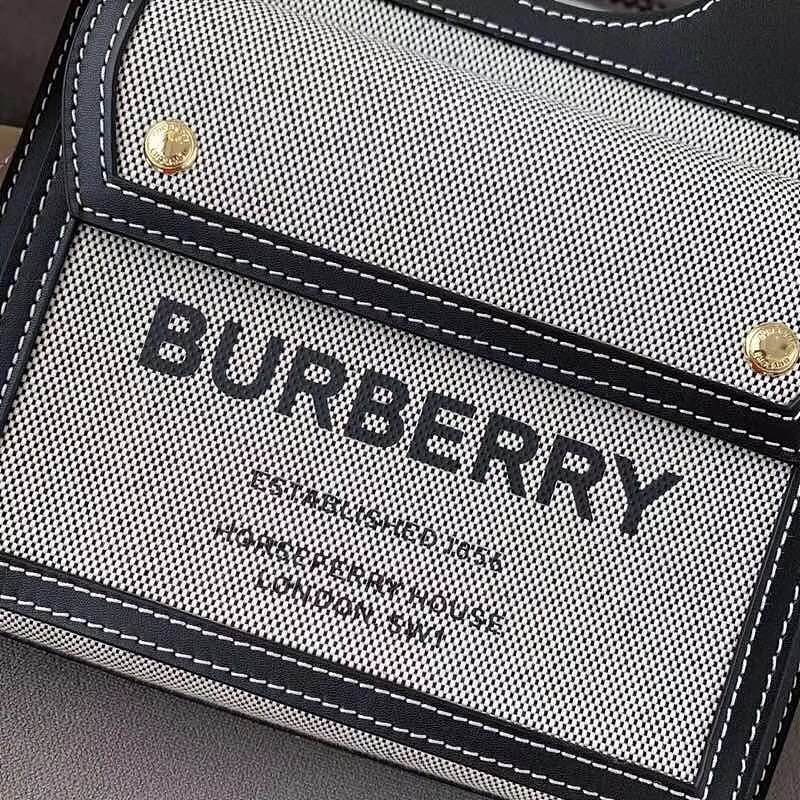 BURBERRY
ESTABLISHED 1856
HORSEFERRY HOUSE
LONDON SW1